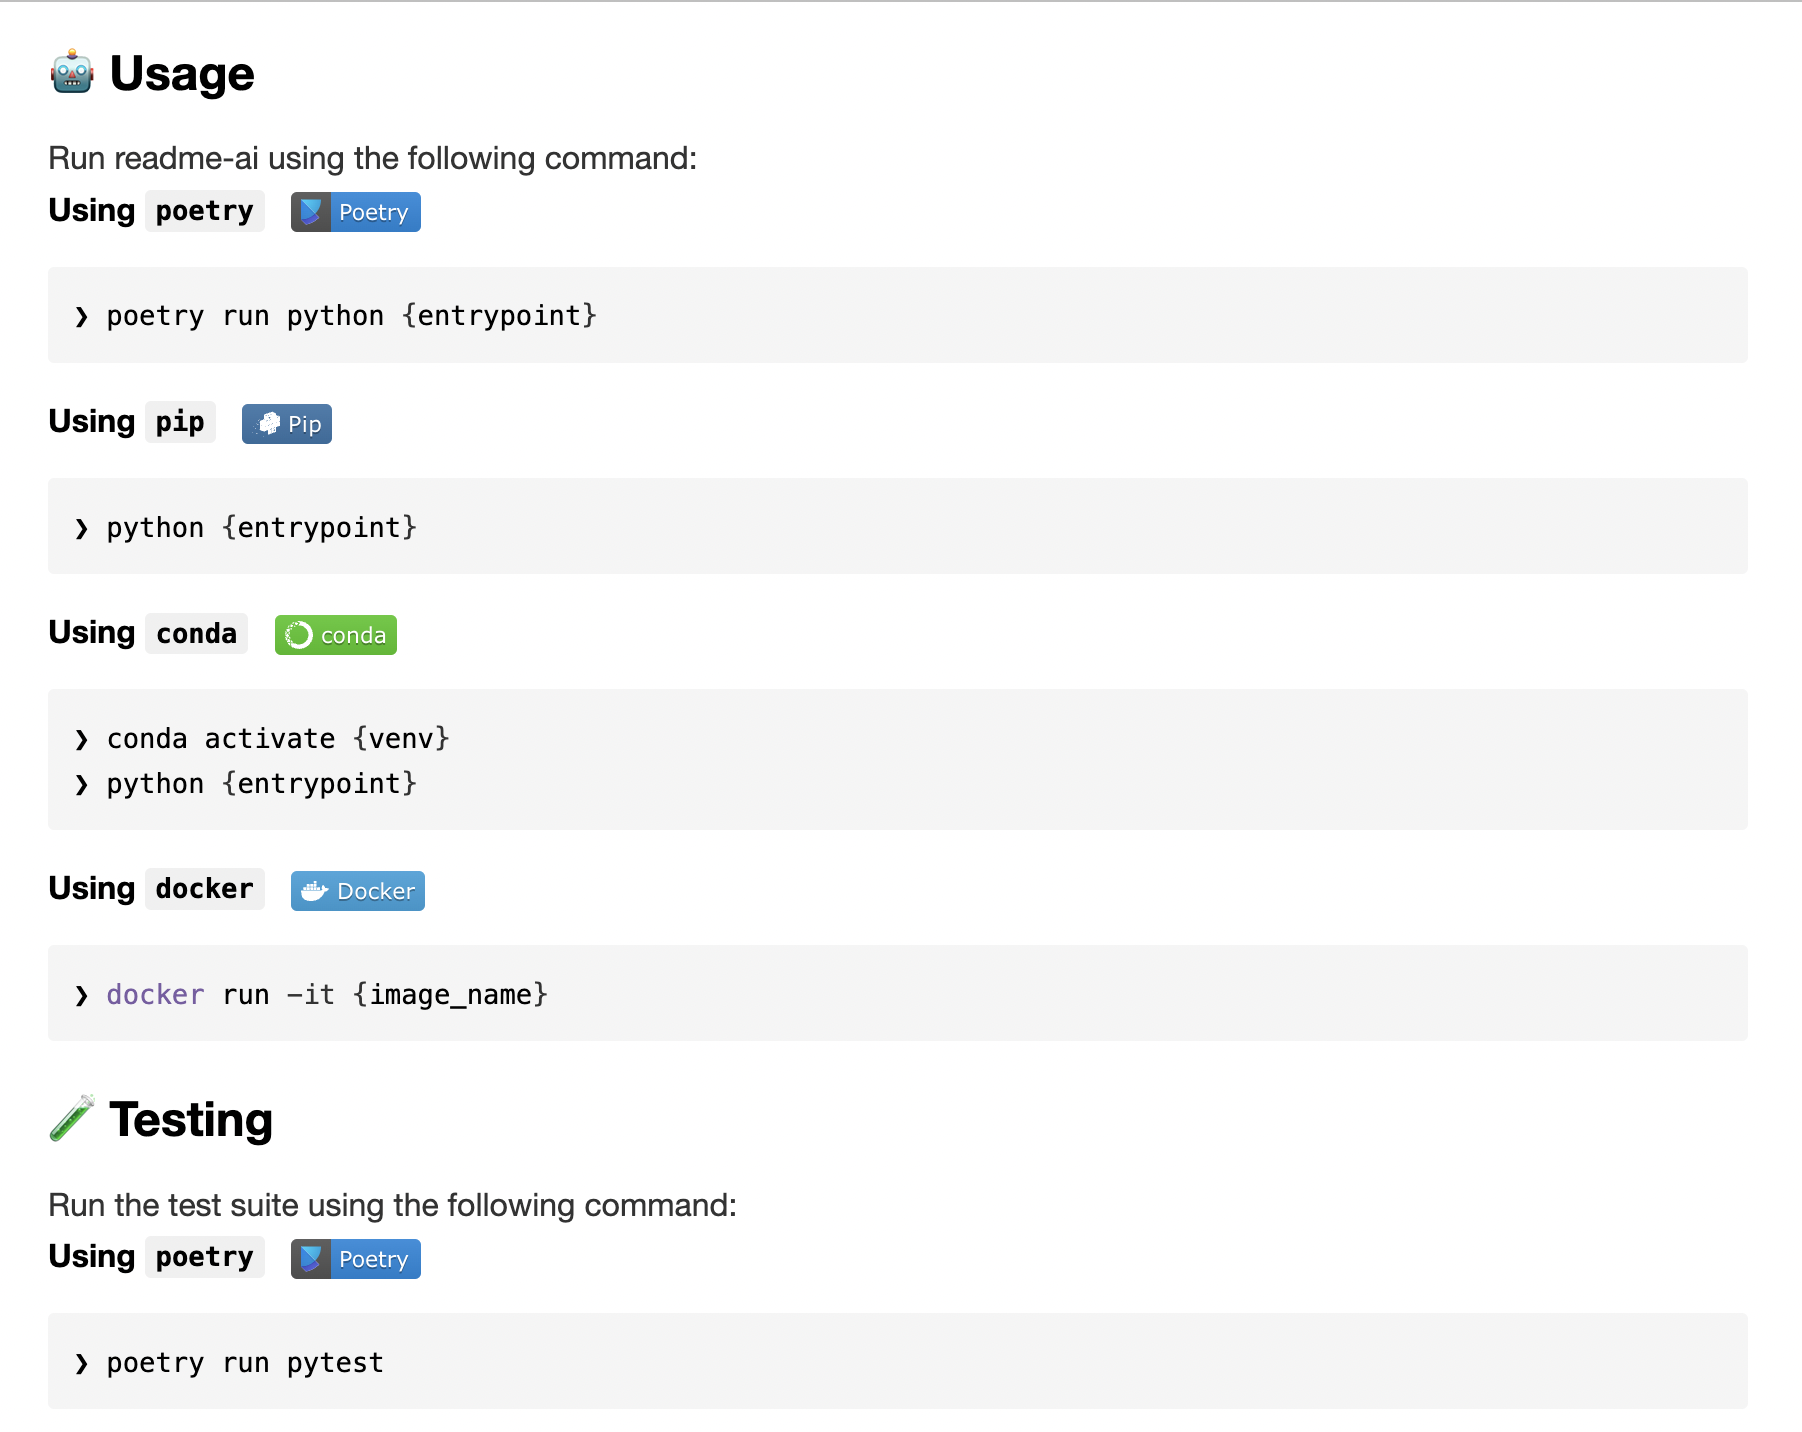 🤖 Usage
Run readme-ai using the following command:
Using poetry Poetry
❯ poetry run python {entrypoint}
Using pip Pip
❯ python {entrypoint}
Using conda conda
❯ conda activate {venv}
❯ python {entrypoint}
Using docker Docker
❯ docker run -it {image_name}
🧪 Testing
Run the test suite using the following command:
Using poetry Poetry
❯ poetry run pytest